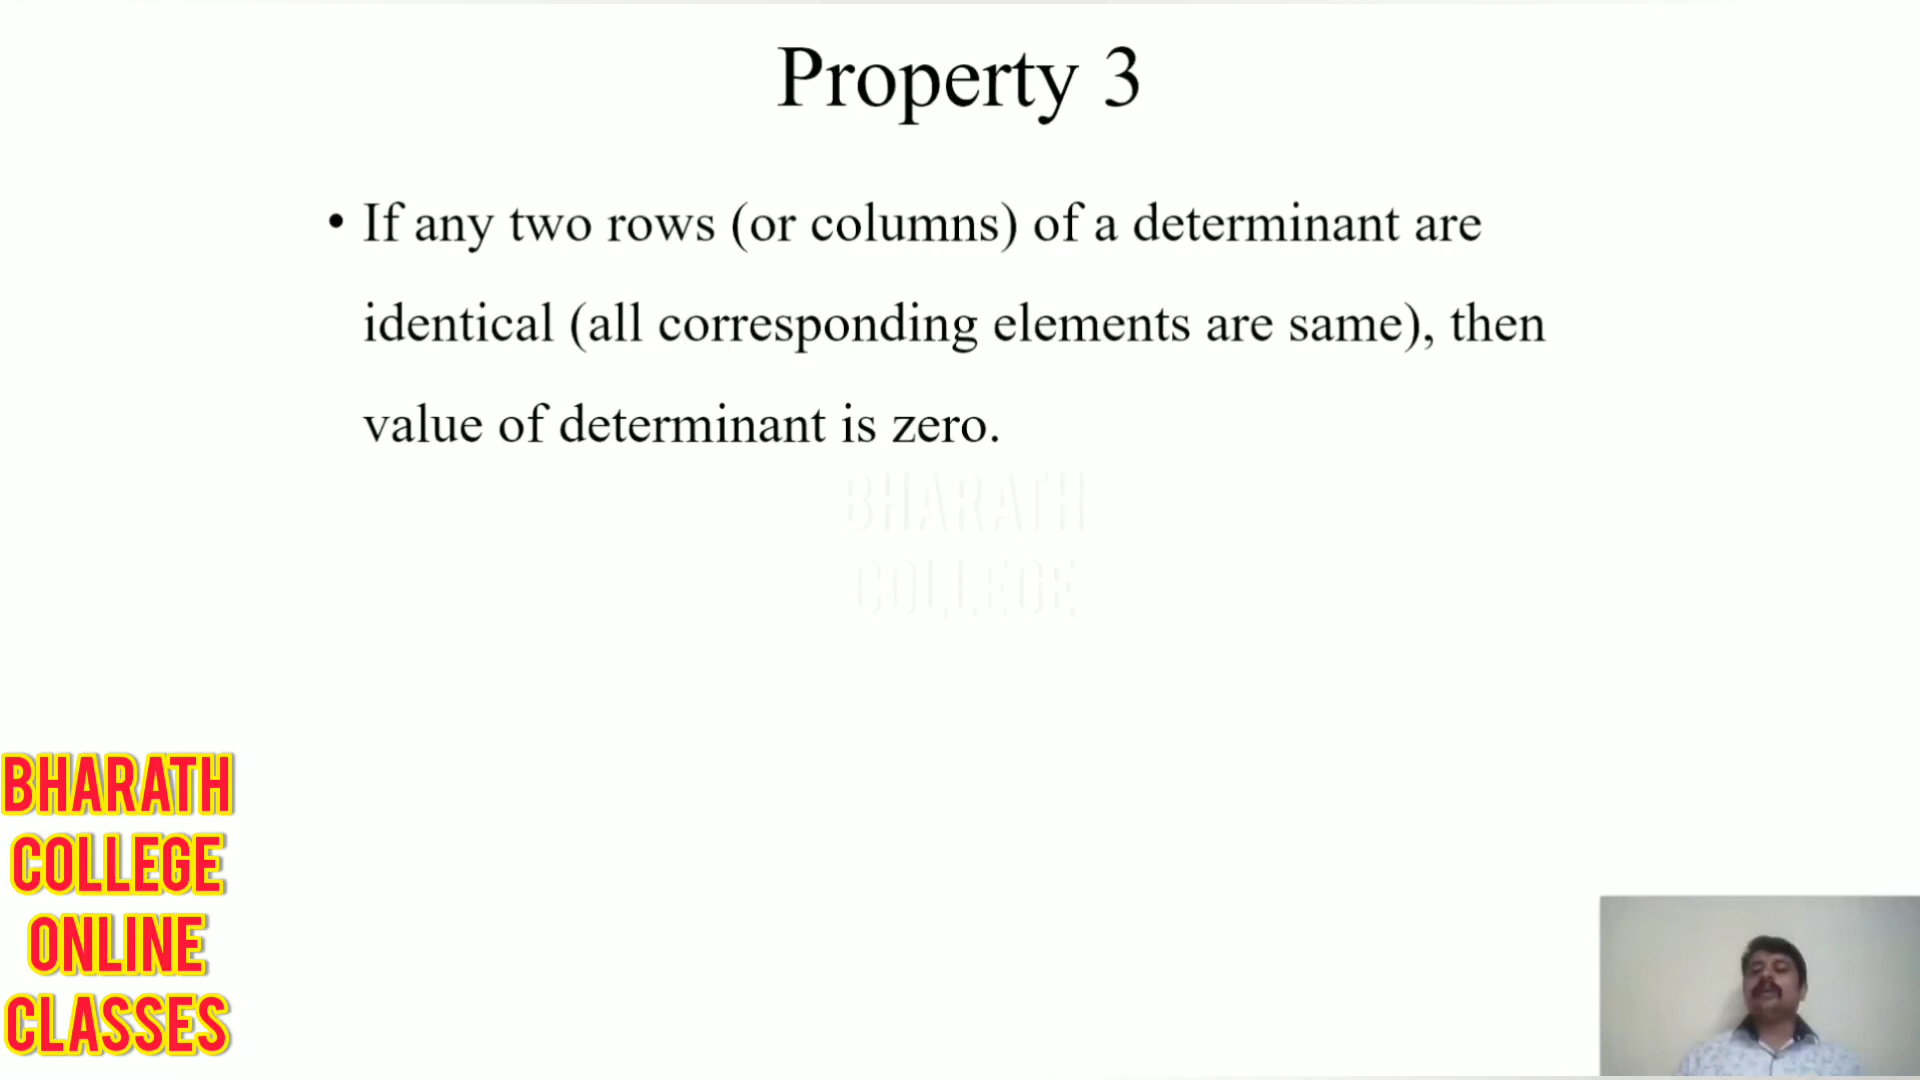 Property 3
• If any two rows (or columns) of a determinant are
identical (all corresponding elements are same), then
value of determinant is zero.
BHARATH
COLLEGE
BHARATH
COLLEGE
ONLINE
CLASSES